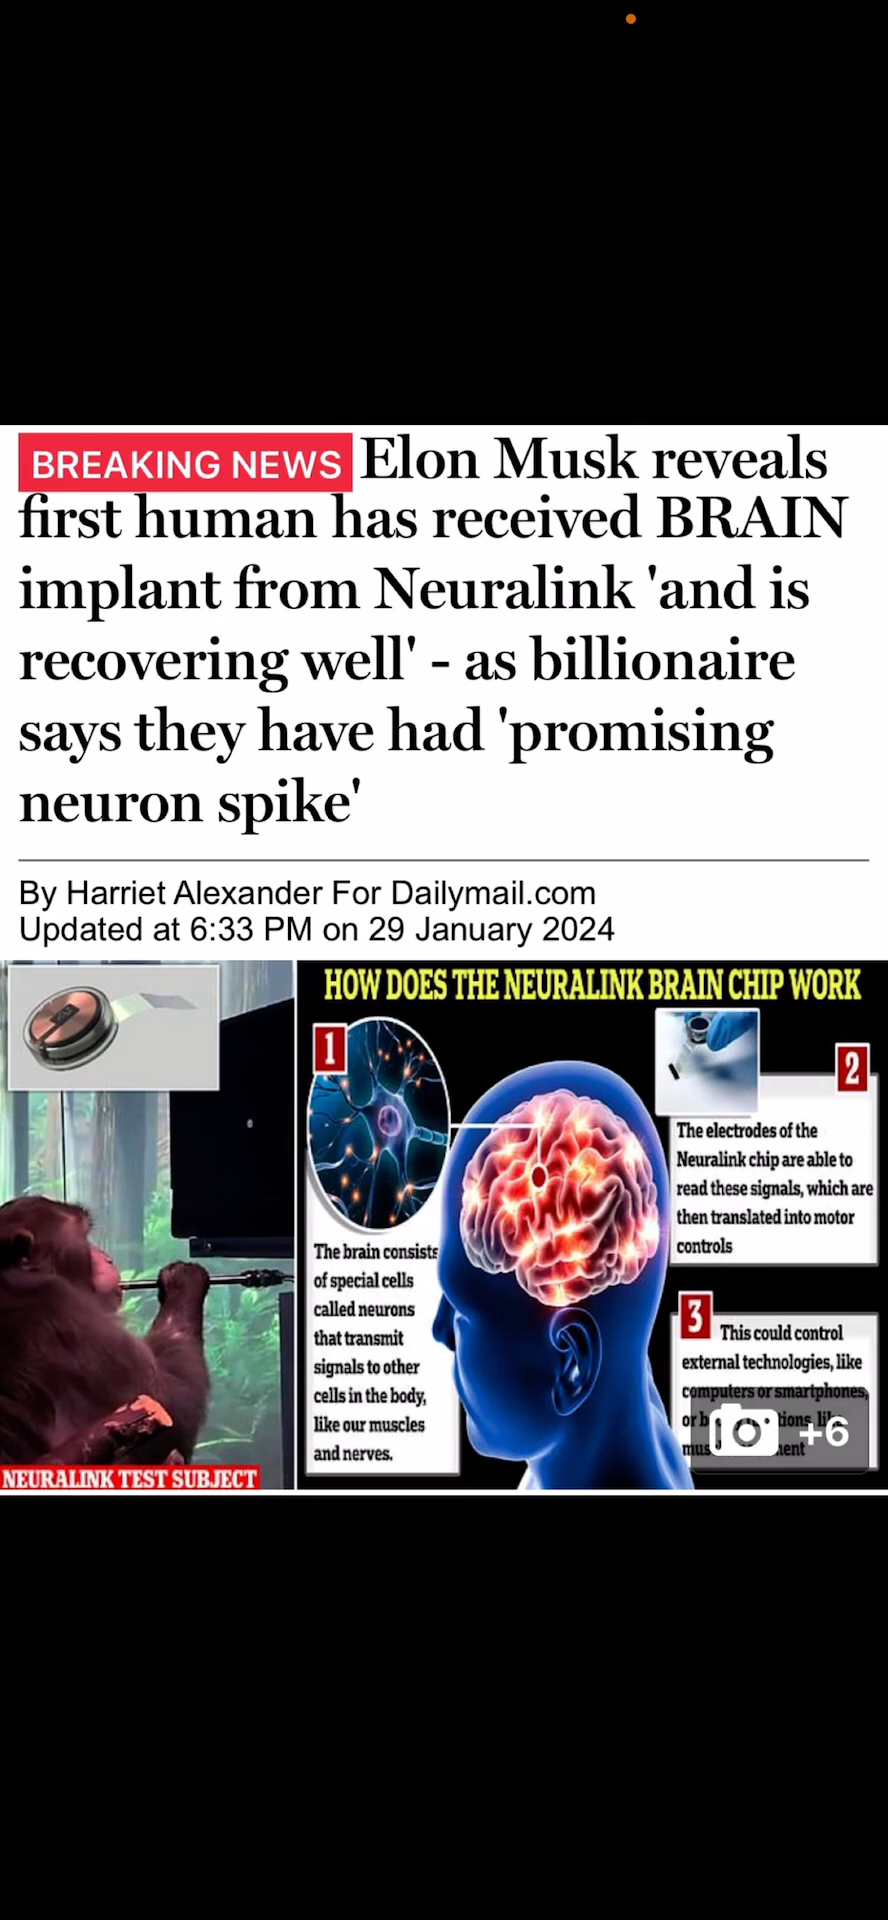 BREAKING NEWS Elon Musk reveals
first human has received BRAIN
implant from Neuralink 'and is
recovering well' - as billionaire
says they have had 'promising
neuron spike'
By Harriet Alexander For Dailymail.com
Updated at 6:33 PM on 29 January 2024
NEURALINK TEST SUBJECT
HOW DOES THE NEURALINK BRAIN CHIP WORK
1
The brain consists
of special cells
called neurons
that transmit
signals to other
cells in the body,
like our muscles
and nerves.
2
The electrodes of the
Neuralink chip are able to
read these signals, which are
then translated into motor
controls
3
This could control
external technologies, like
computers or smartphones,
or
+6